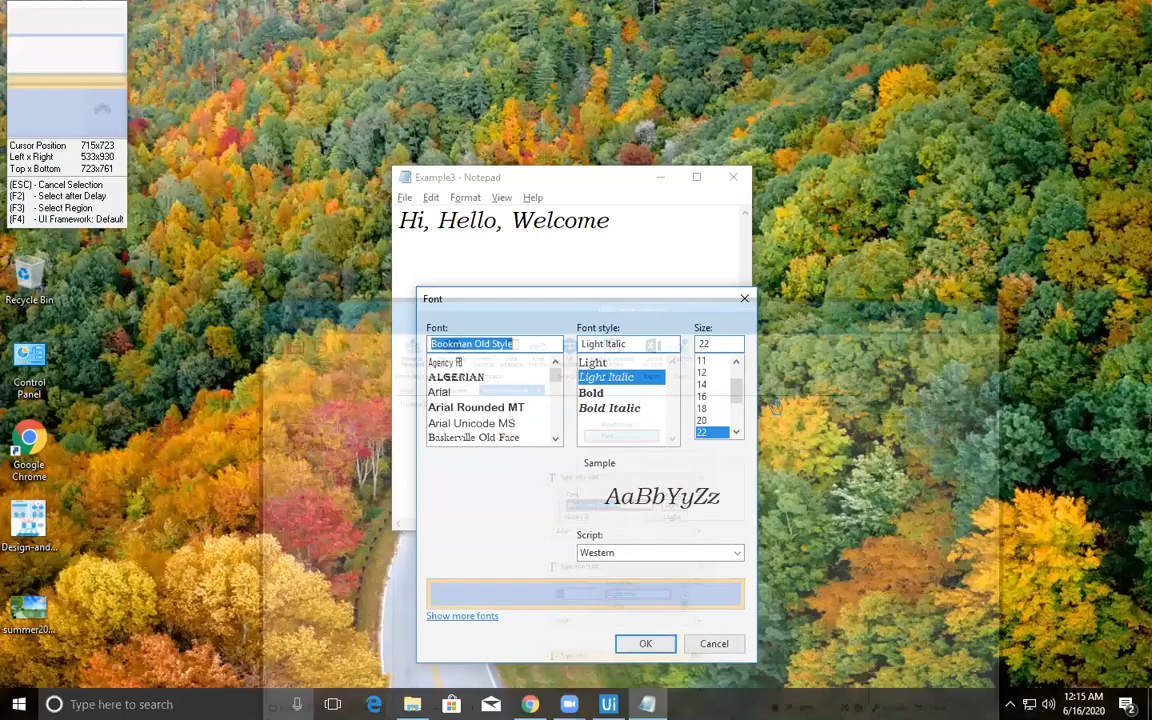 Cursor Position 715x723
Left x Right 533x930
Top x Bottom 723x761
(ESC) - Cancel Selection
(F2) - Select after Delay
(F3) - Select Region
(F4) - UI Framework: Default
Example3 - Notepad
File Edit Format View Help
Hi, Hello, Welcome
Recycle Bin
Control
Panel
Google
Chrome
Design-and...
summer20...
Font
Font: Font style: Size:
Bookman Old Style Light Italic 22
Agency FB Light 11
ALGERIAN Light Italic 12
Arial Bold 14
Arial Rounded MT Bold Italic 16
Arial Unicode MS 18
Baskerville Old Face 20
22
Sample
AaBbYyZz
Script:
Western
Show more fonts
OK Cancel
Type here to search
Ui
12:15 AM
6/16/2020
2